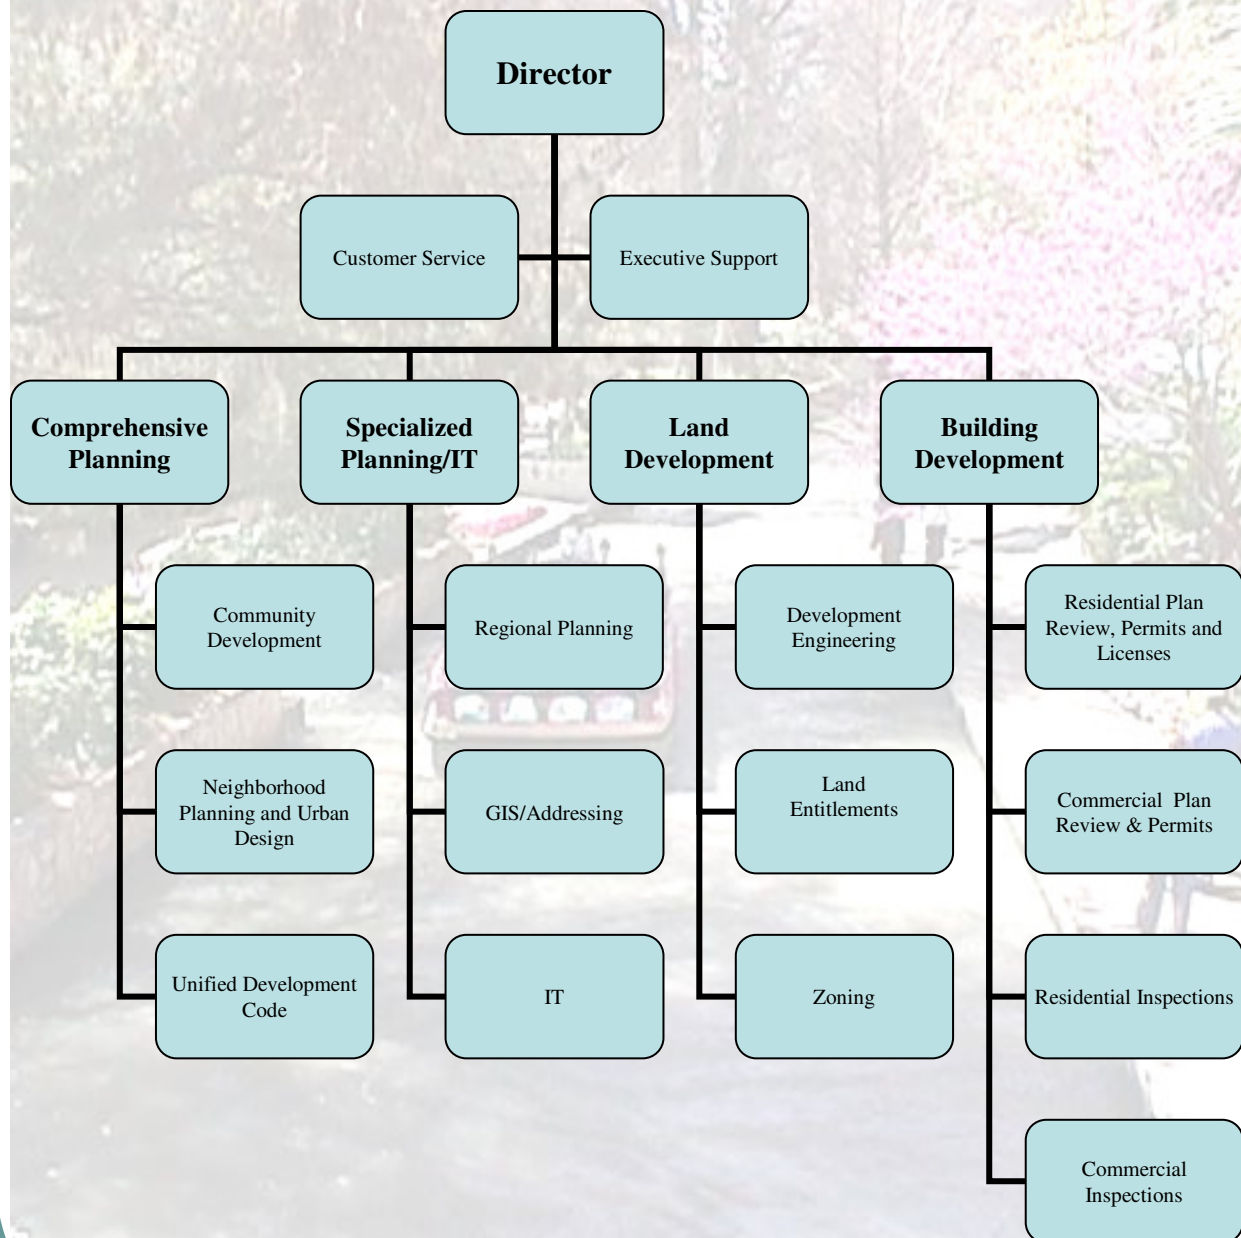 Director
Customer Service
Executive Support
Comprehensive
Planning
Specialized
Planning/IT
Land
Development
Building
Development
Community
Development
Regional Planning
Development
Engineering
Residential Plan
Review, Permits and
Licenses
Neighborhood
Planning and Urban
Design
GIS/Addressing
Land
Entitlements
Commercial  Plan
Review & Permits
Unified Development
Code
IT
Zoning
Residential Inspections
Commercial
Inspections